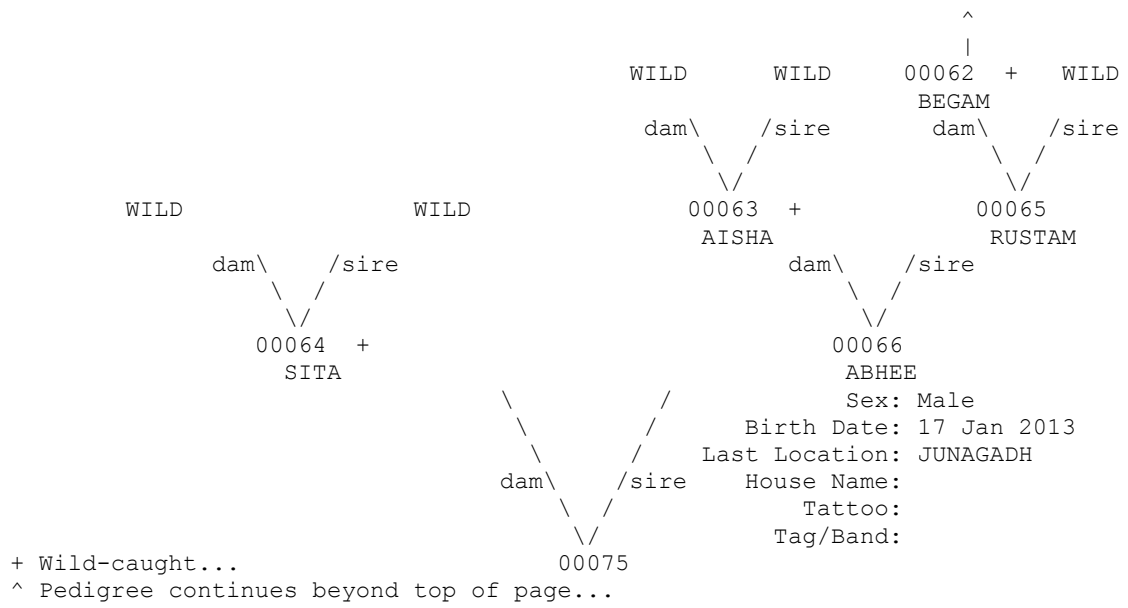 ^
|
WILD WILD 00062 + WILD
BEGAM
dam\ /sire dam\ /sire
\ / \ /
\/ \/
WILD WILD 00063 + 00065
AISHA RUSTAM
dam\ /sire dam\ /sire
\ / \ /
\/ \/
00064 + 00066
SITA ABHEE
\ / Sex: Male
\ / Birth Date: 17 Jan 2013
\ / Last Location: JUNAGADH
dam\ /sire House Name:
\ / Tattoo:
\/ Tag/Band:
+ Wild-caught... 00075
^ Pedigree continues beyond top of page...